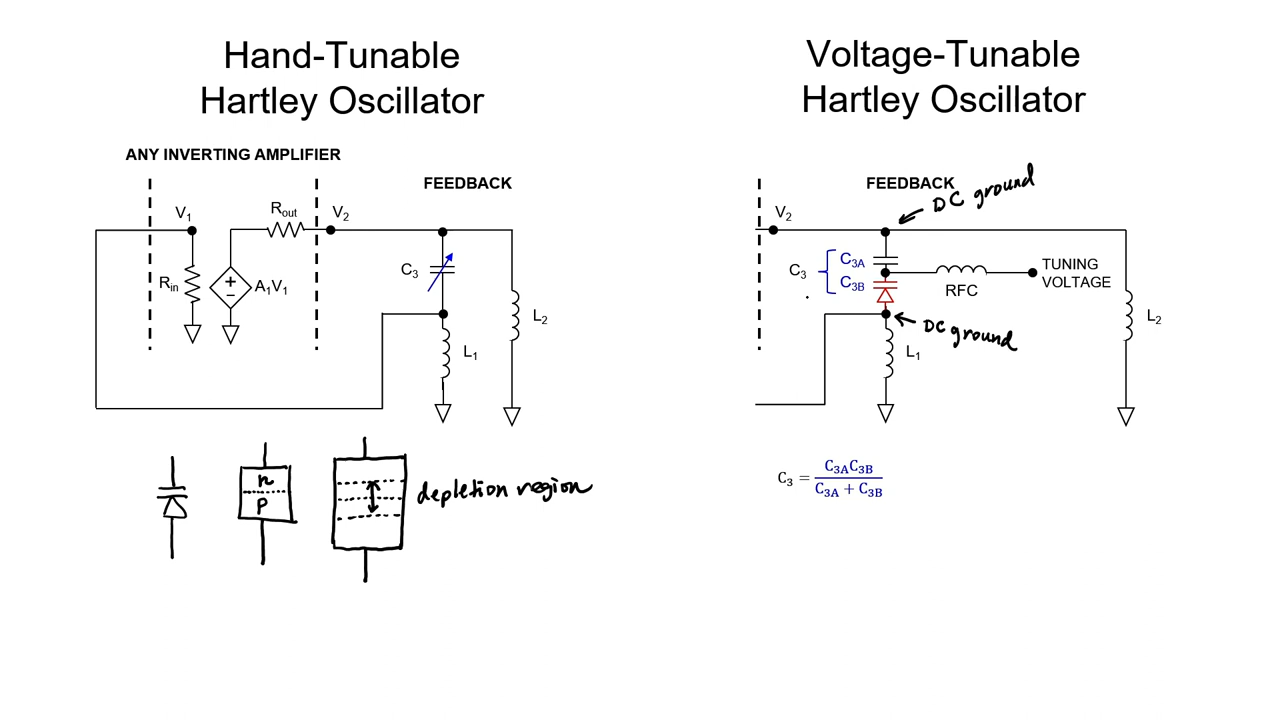 Hand-Tunable
Hartley Oscillator
ANY INVERTING AMPLIFIER
FEEDBACK
V₁
Rout
V₂
Rin
+
−
A₁V₁
C₃
L₁
L₂
n
p
depletion region
Voltage-Tunable
Hartley Oscillator
FEEDBACK
DC ground
V₂
C₃
{
C₃A
C₃B
RFC
TUNING
VOLTAGE
DC ground
L₁
L₂
C₃ = C₃AC₃B / C₃A + C₃B